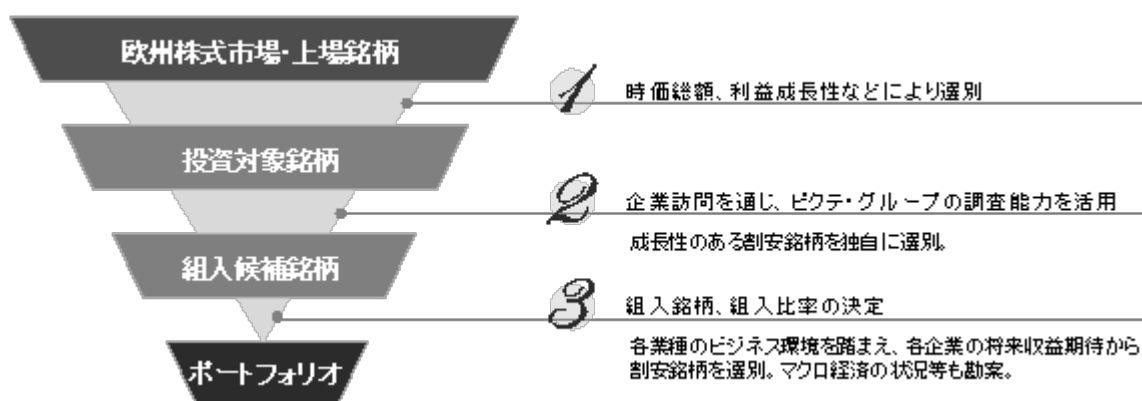 欧州株式市場・上場銘柄
1
時価総額、利益成長性などにより選別
投資対象銘柄
2
企業訪問を通じ、ピクテ・グループの調査能力を活用
成長性のある割安銘柄を独自に選別。
組入候補銘柄
3
組入銘柄、組入比率の決定
各業種のビジネス環境を踏まえ、各企業の将来収益期待から
割安銘柄を選別。マクロ経済の状況等も勘案。
ポートフォリオ